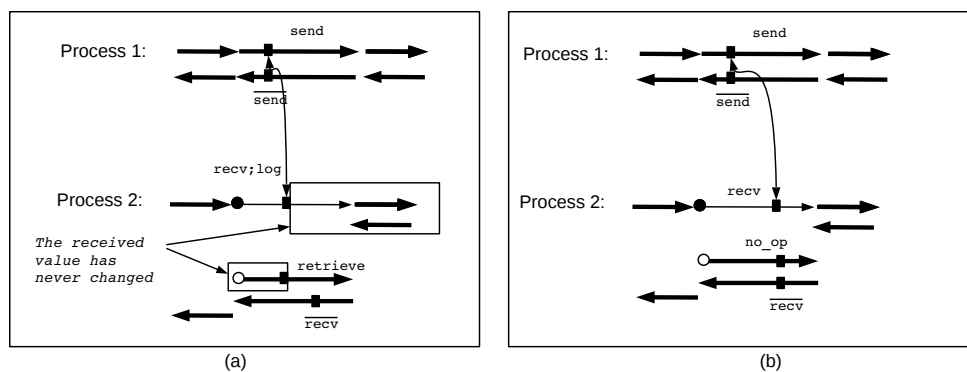 send
Process 1:
send
recv;log
Process 2:
The received
value has
never changed
retrieve
recv
(a)
send
Process 1:
send
recv
Process 2:
no_op
recv
(b)